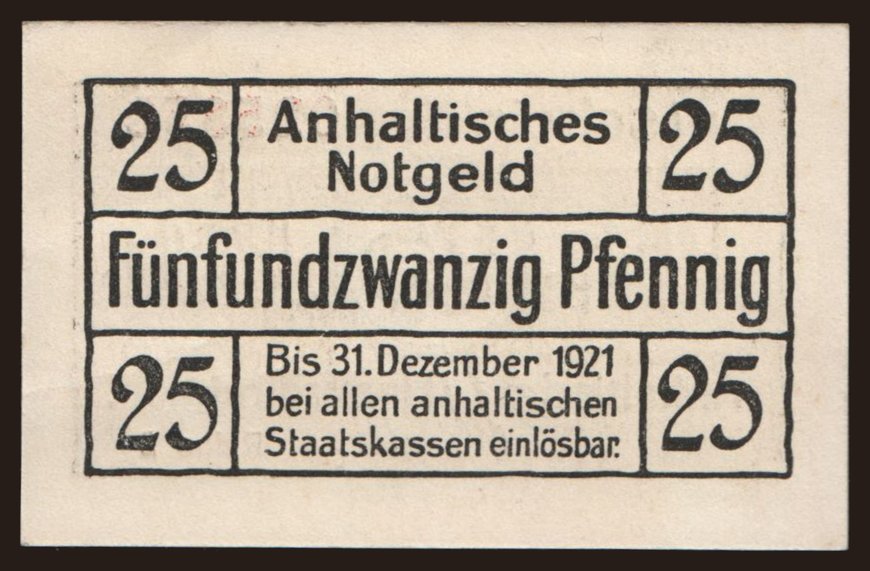 25 Anhaltisches 25
Notgeld
Fünfundzwanzig Pfennig
25 Bis 31. Dezember 1921 25
bei allen anhaltischen
Staatskassen einlösbar.